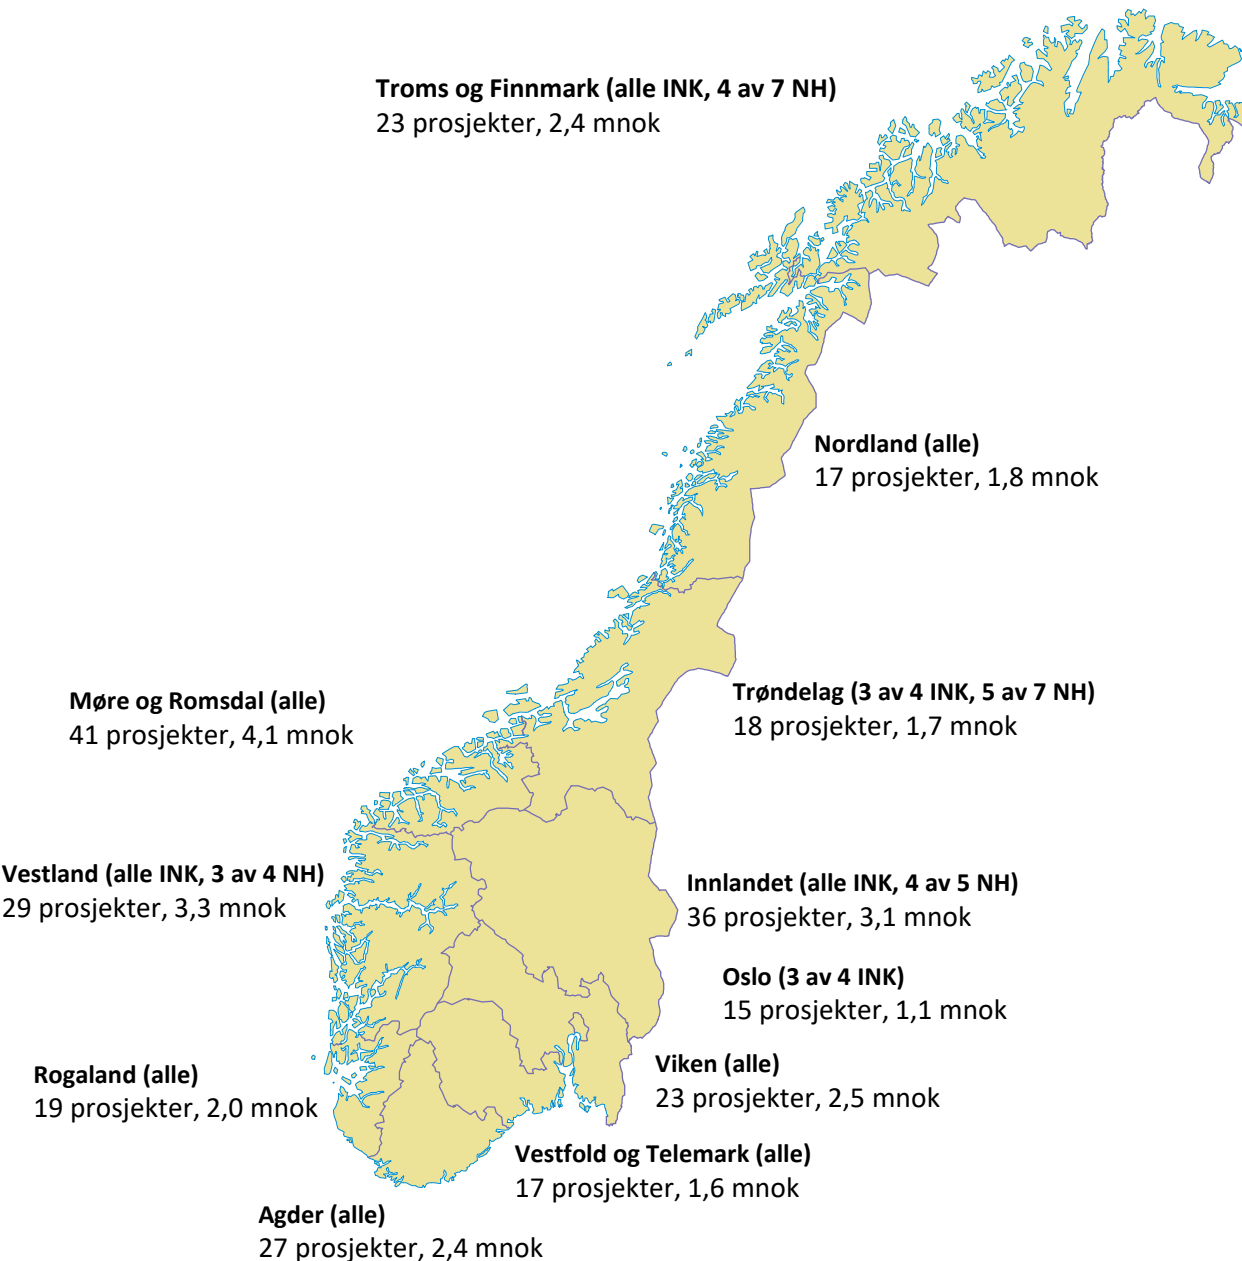 Troms og Finnmark (alle INK, 4 av 7 NH)
23 prosjekter, 2,4 mnok
Nordland (alle)
17 prosjekter, 1,8 mnok
Møre og Romsdal (alle)
41 prosjekter, 4,1 mnok
Trøndelag (3 av 4 INK, 5 av 7 NH)
18 prosjekter, 1,7 mnok
Vestland (alle INK, 3 av 4 NH)
29 prosjekter, 3,3 mnok
Innlandet (alle INK, 4 av 5 NH)
36 prosjekter, 3,1 mnok
Oslo (3 av 4 INK)
15 prosjekter, 1,1 mnok
Rogaland (alle)
19 prosjekter, 2,0 mnok
Viken (alle)
23 prosjekter, 2,5 mnok
Vestfold og Telemark (alle)
17 prosjekter, 1,6 mnok
Agder (alle)
27 prosjekter, 2,4 mnok